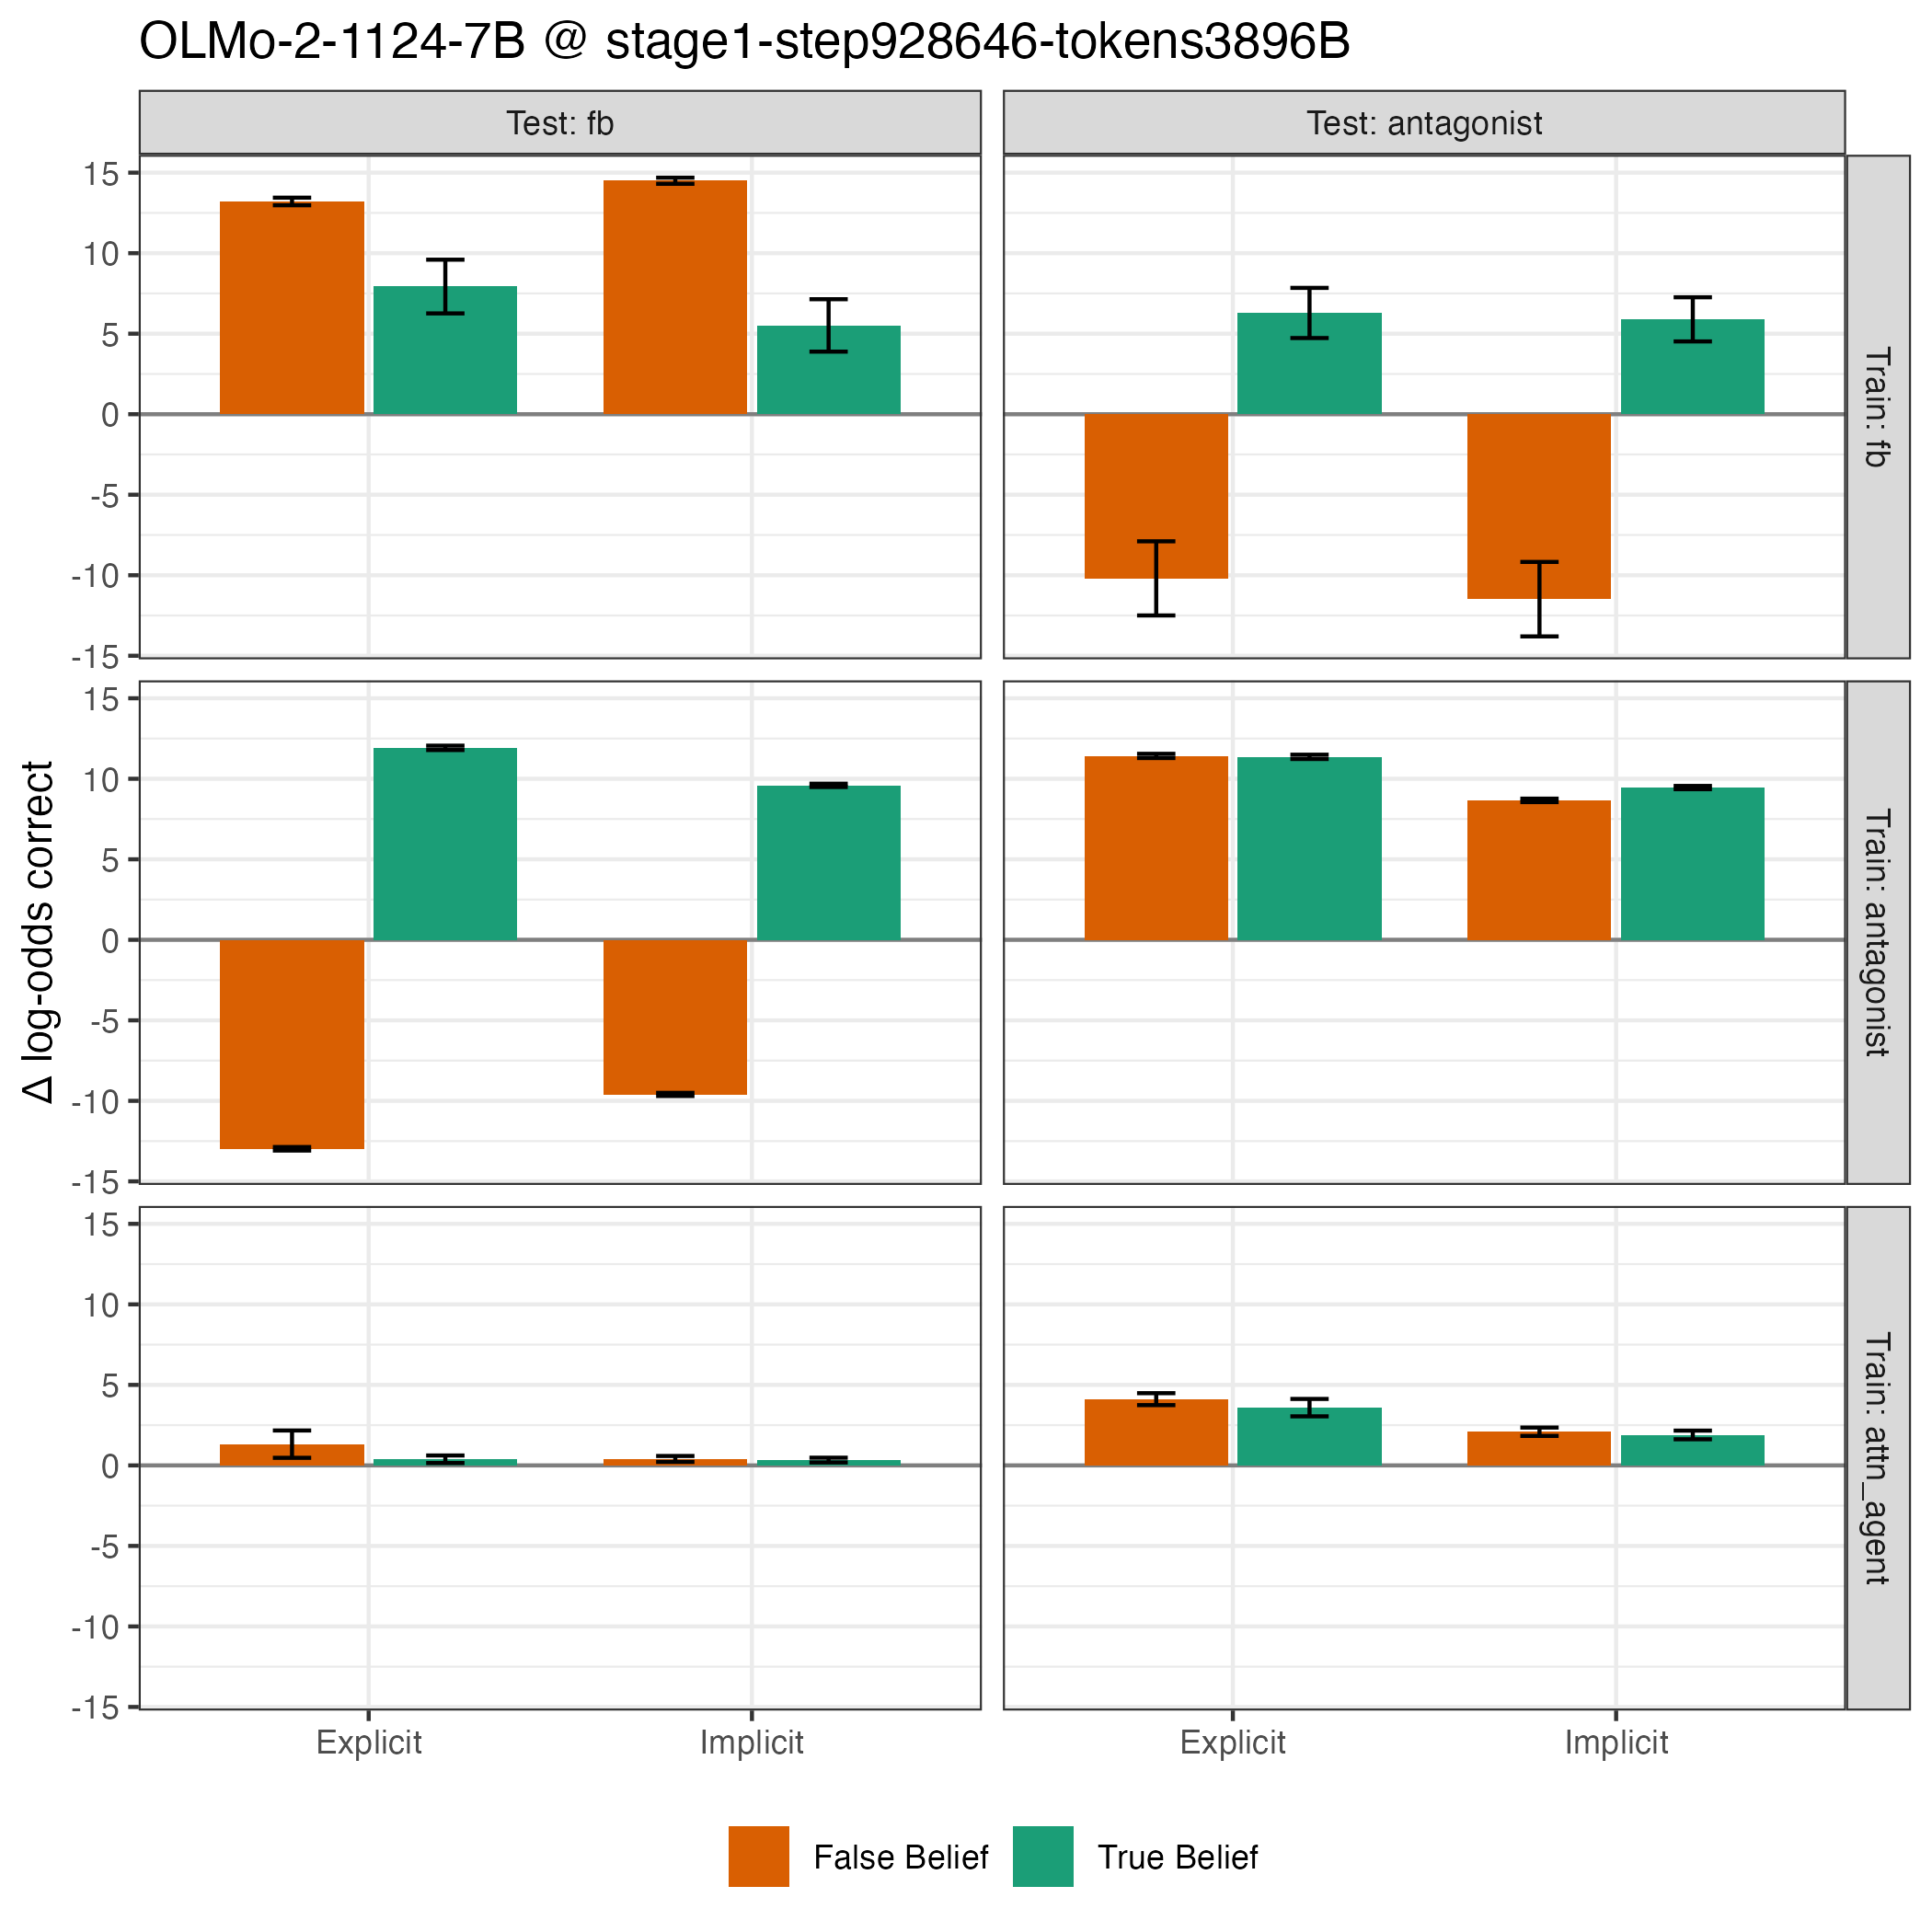 OLMo-2-1124-7B @ stage1-step928646-tokens3896B
Test: fb
Test: antagonist
15
10
5
0
-5
-10
-15
Train: fb
15
10
5
0
-5
-10
-15
Train: antagonist
15
10
5
0
-5
-10
-15
Train: attn_agent
Δ log-odds correct
Explicit
Implicit
Explicit
Implicit
False Belief
True Belief